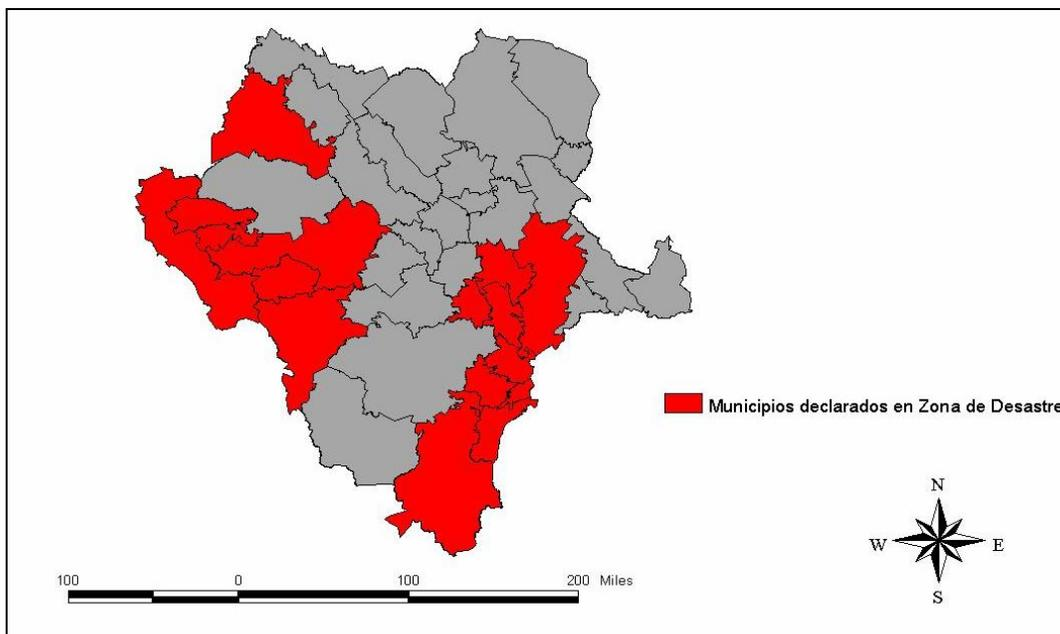 Municipios declarados en Zona de Desastre
N
W E
S
100 0 100 200 Miles